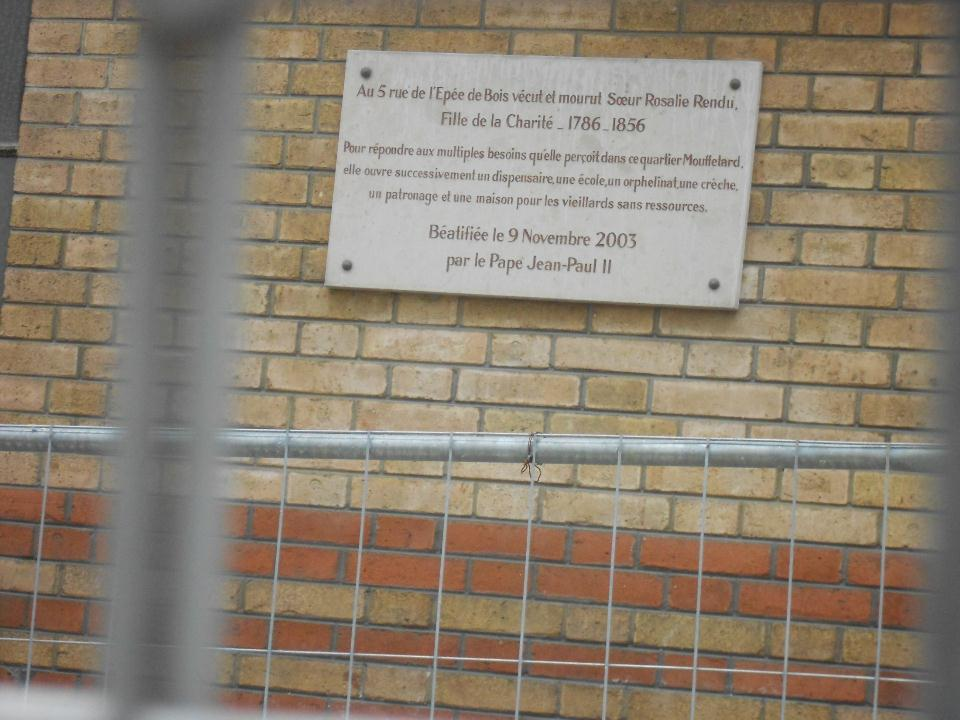 Au 5 rue de l'Epée de Bois vécut et mourut Sœur Rosalie Rendu,
Fille de la Charité _ 1786 _ 1856
Pour répondre aux multiples besoins qu'elle perçoit dans ce quartier Mouffetard,
elle ouvre successivement un dispensaire, une école, un orphelinat, une crèche,
un patronage et une maison pour les vieillards sans ressources.
Béatifiée le 9 Novembre 2003
par le Pape Jean-Paul II